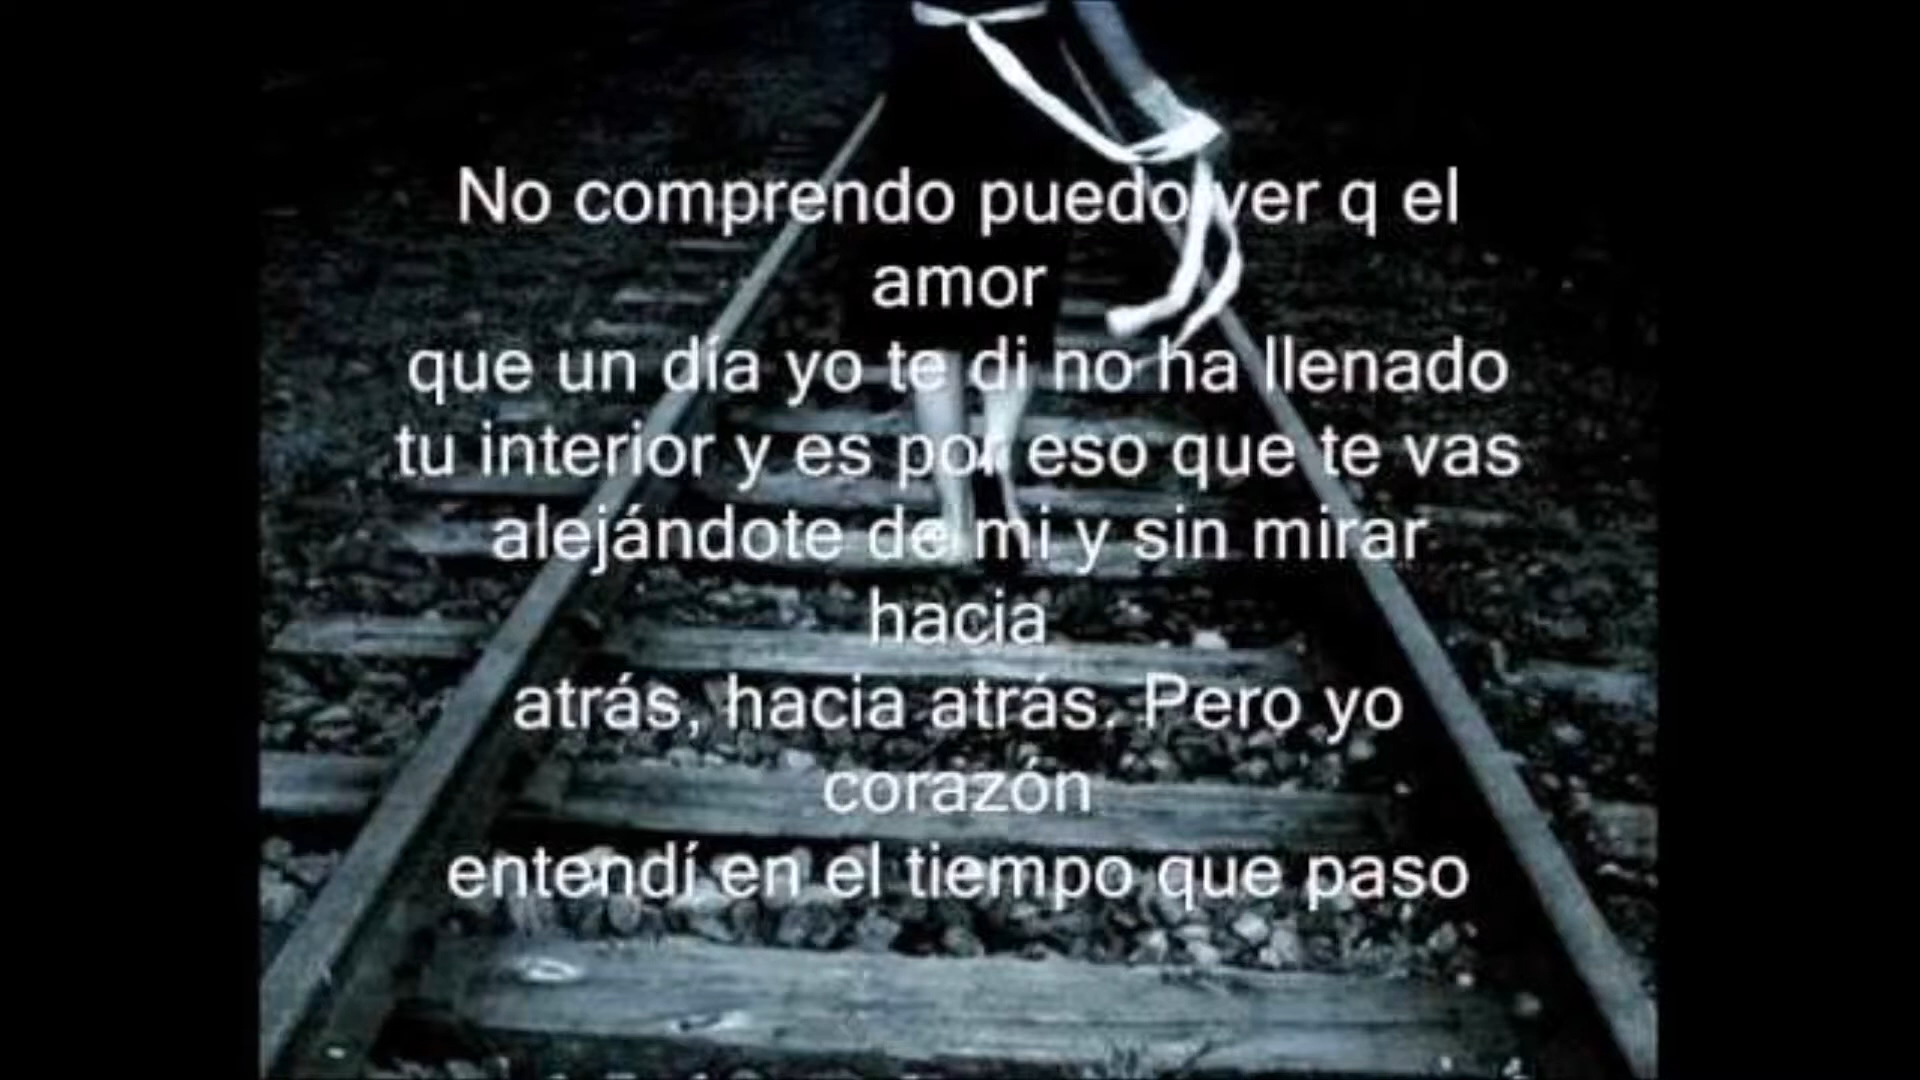 No comprendo puedo ver q el
amor
que un día yo te di no ha llenado
tu interior y es por eso que te vas
alejándote de mi y sin mirar
hacia
atrás, hacia atrás. Pero yo
corazón
entendí en el tiempo que paso